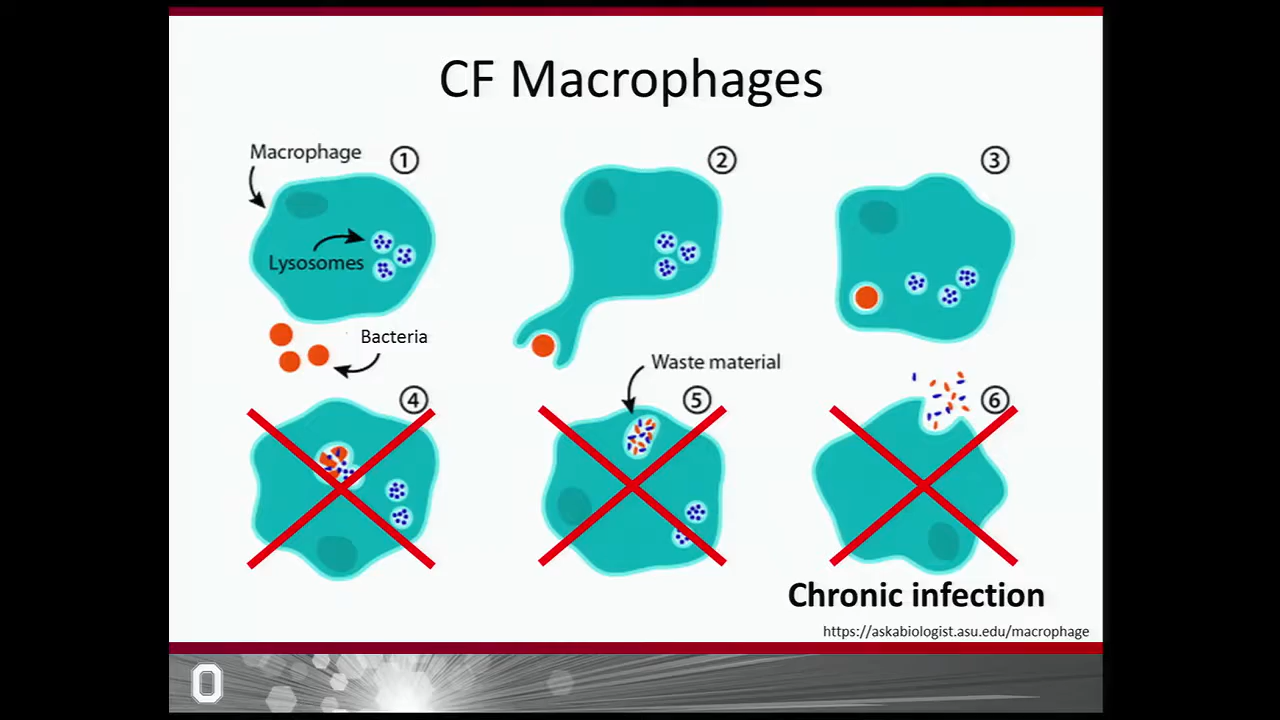 CF Macrophages
Macrophage
①
②
③
Lysosomes
Bacteria
Waste material
④
⑤
⑥
Chronic infection
https://askabiologist.asu.edu/macrophage
O